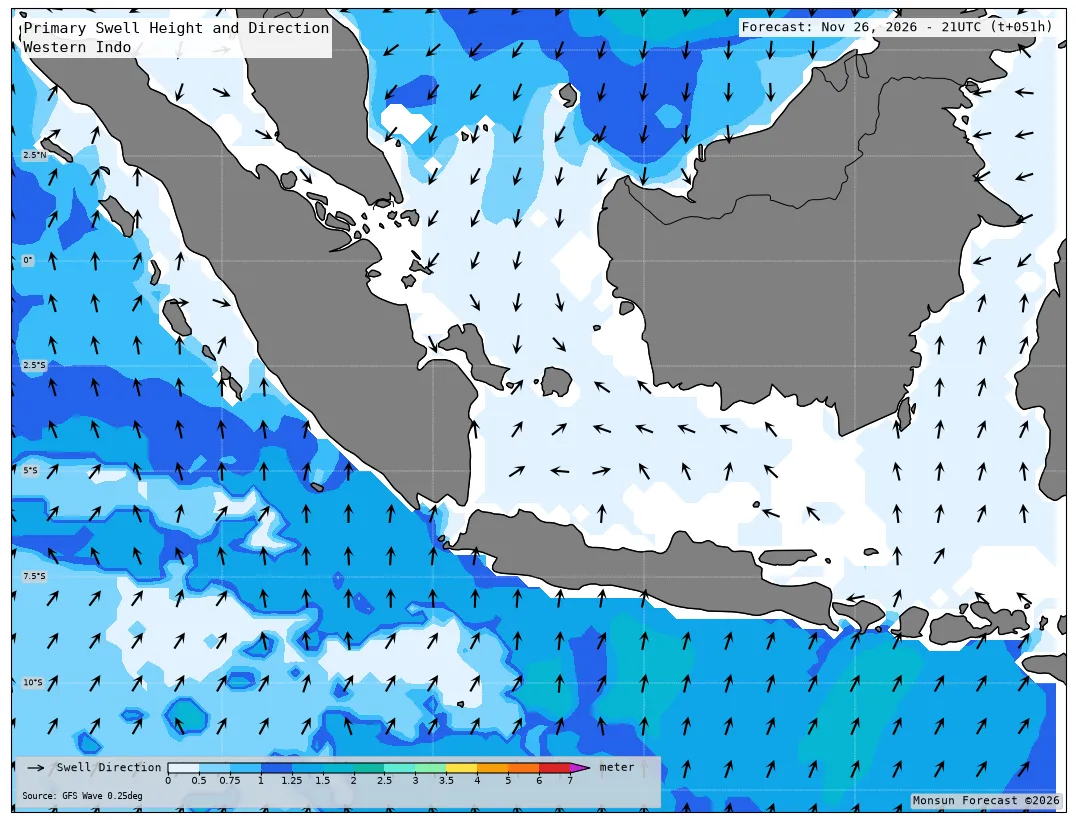 Primary Swell Height and Direction
Western Indo
Forecast: Nov 26, 2026 - 21UTC (t+051h)
2.5°N
0°
2.5°S
5°S
7.5°S
10°S
Swell Direction
0 0.5 0.75 1 1.25 1.5 2 2.5 3 3.5 4 5 6 7
meter
Source: GFS Wave 0.25deg
Monsun Forecast ©2026